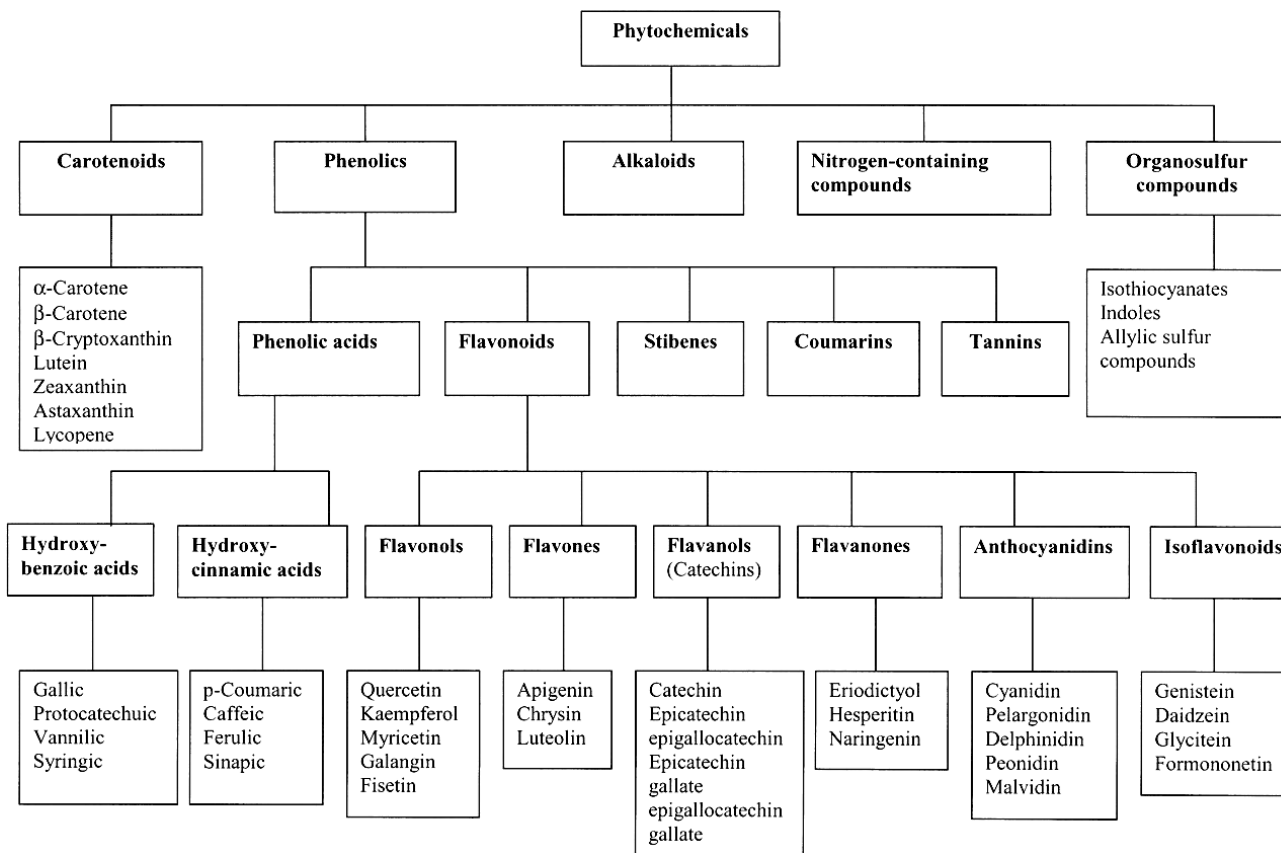 Phytochemicals
Carotenoids
Phenolics
Alkaloids
Nitrogen-containing
compounds
Organosulfur
compounds
α-Carotene
β-Carotene
β-Cryptoxanthin
Lutein
Zeaxanthin
Astaxanthin
Lycopene
Phenolic acids
Flavonoids
Stibenes
Coumarins
Tannins
Isothiocyanates
Indoles
Allylic sulfur
compounds
Hydroxy-
benzoic acids
Hydroxy-
cinnamic acids
Flavonols
Flavones
Flavanols
(Catechins)
Flavanones
Anthocyanidins
Isoflavonoids
Gallic
Protocatechuic
Vannilic
Syringic
p-Coumaric
Caffeic
Ferulic
Sinapic
Quercetin
Kaempferol
Myricetin
Galangin
Fisetin
Apigenin
Chrysin
Luteolin
Catechin
Epicatechin
epigallocatechin
Epicatechin
gallate
epigallocatechin
gallate
Eriodictyol
Hesperitin
Naringenin
Cyanidin
Pelargonidin
Delphinidin
Peonidin
Malvidin
Genistein
Daidzein
Glycitein
Formononetin